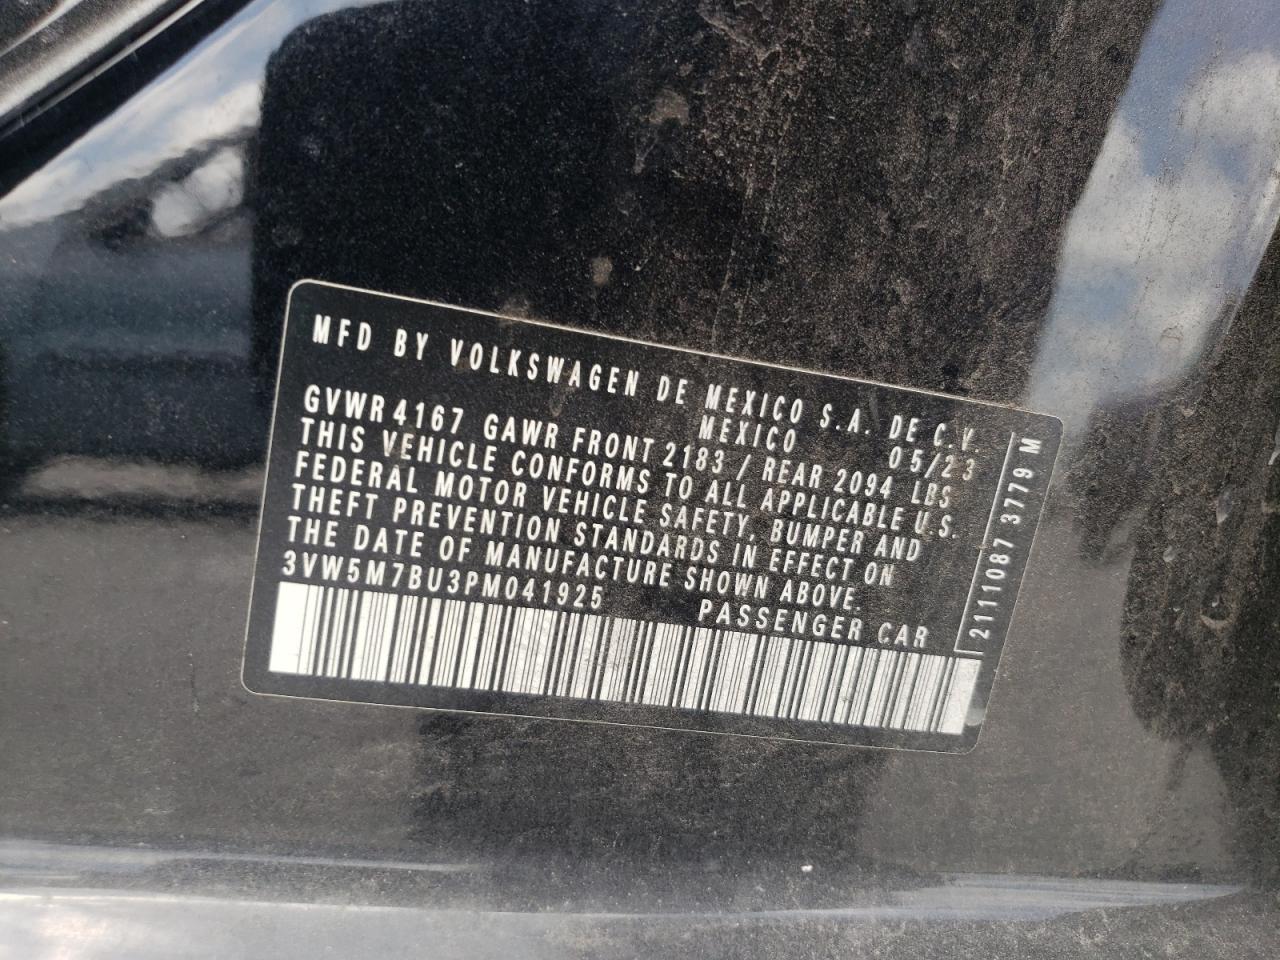 MFD BY VOLKSWAGEN DE MEXICO S.A. DE C.V.
MEXICO 05/23
GVWR 4167 GAWR FRONT 2183 / REAR 2094 LBS
THIS VEHICLE CONFORMS TO ALL APPLICABLE U.S.
FEDERAL MOTOR VEHICLE SAFETY, BUMPER AND
THEFT PREVENTION STANDARDS IN EFFECT ON
THE DATE OF MANUFACTURE SHOWN ABOVE.
3VW5M7BU3PM041925 PASSENGER CAR
2111087 3779 M